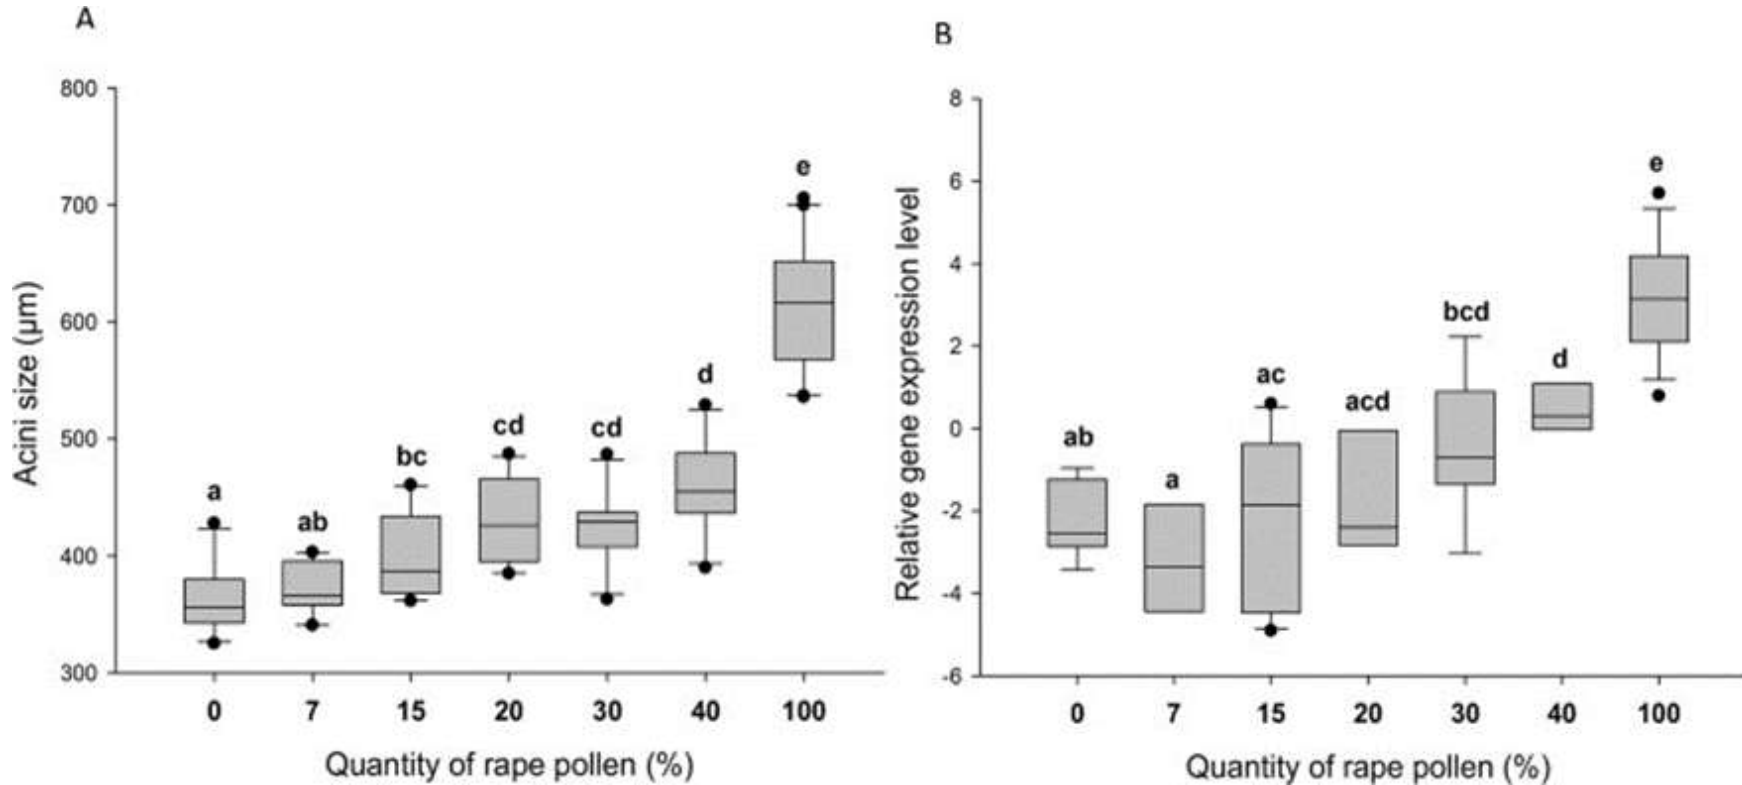 A
800
700
600
500
400
300
Acini size (μm)
a
ab
bc
cd
cd
d
e
0 7 15 20 30 40 100
Quantity of rape pollen (%)
B
8
6
4
2
0
-2
-4
-6
Relative gene expression level
ab
a
ac
acd
bcd
d
e
0 7 15 20 30 40 100
Quantity of rape pollen (%)